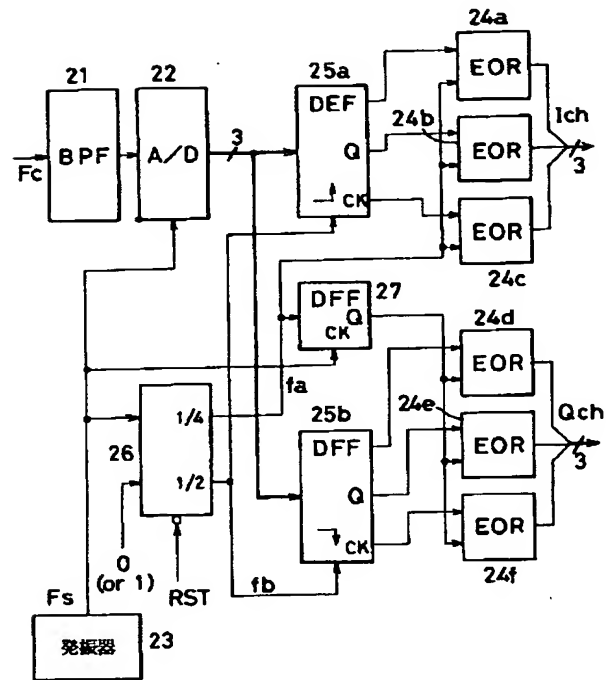 24a
21
22
25a
EOR
DEF
Ich
24b
BPF
A/D
3
Q
EOR
3
Fc
CK
EOR
24c
DFF
27
Q
CK
24d
EOR
fa
25b
24e
Qch
1/4
DFF
EOR
3
26
1/2
Q
CK
EOR
0
(or 1)
RST
fb
24f
Fs
発振器
23